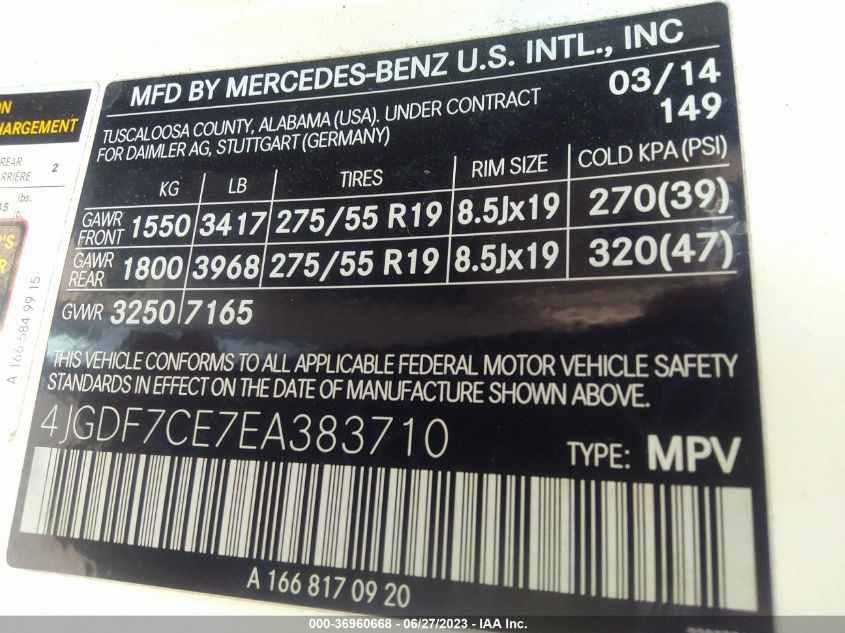 MFD BY MERCEDES-BENZ U.S. INTL., INC
03/14
149
TUSCALOOSA COUNTY, ALABAMA (USA). UNDER CONTRACT
FOR DAIMLER AG, STUTTGART (GERMANY)
KG LB TIRES RIM SIZE COLD KPA (PSI)
GAWR FRONT 1550 3417 275/55 R19 8.5Jx19 270(39)
GAWR REAR 1800 3968 275/55 R19 8.5Jx19 320(47)
GVWR 3250 7165
THIS VEHICLE CONFORMS TO ALL APPLICABLE FEDERAL MOTOR VEHICLE SAFETY
STANDARDS IN EFFECT ON THE DATE OF MANUFACTURE SHOWN ABOVE.
4JGDF7CE7EA383710
TYPE: MPV
A 166 817 09 20
HARGEMENT
REAR 2
lbs.
A 166 584 99 15
000-36960668 - 06/27/2023 - IAA Inc.